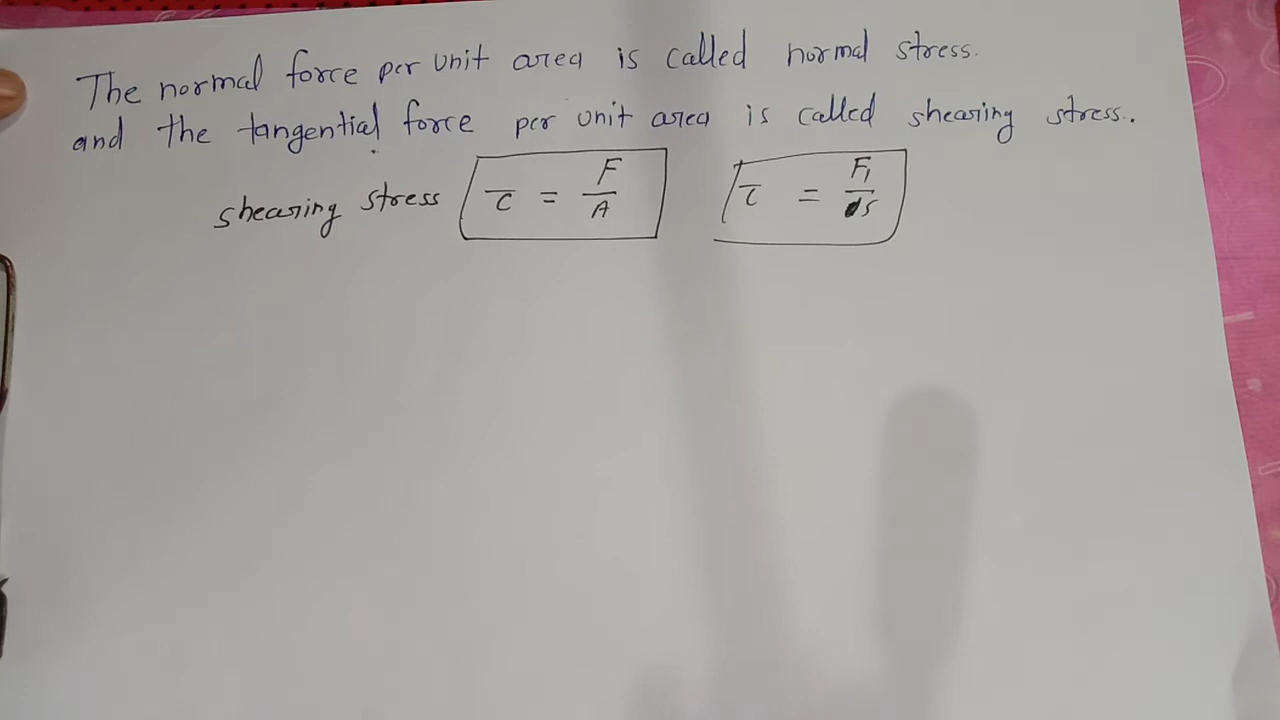 The normal force per unit area is called normal stress.
and the tangential force per unit area is called shearing stress.
shearing stress τ = F/A τ = F₁/ds